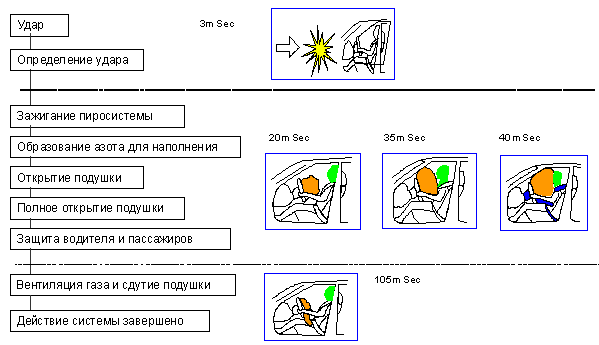 Удар
3m Sec
Определение удара
Зажигание пиросистемы
Образование азота для наполнения
20m Sec
35m Sec
40m Sec
Открытие подушки
Полное открытие подушки
Защита водителя и пассажиров
Вентиляция газа и сдутие подушки
105m Sec
Действие системы завершено